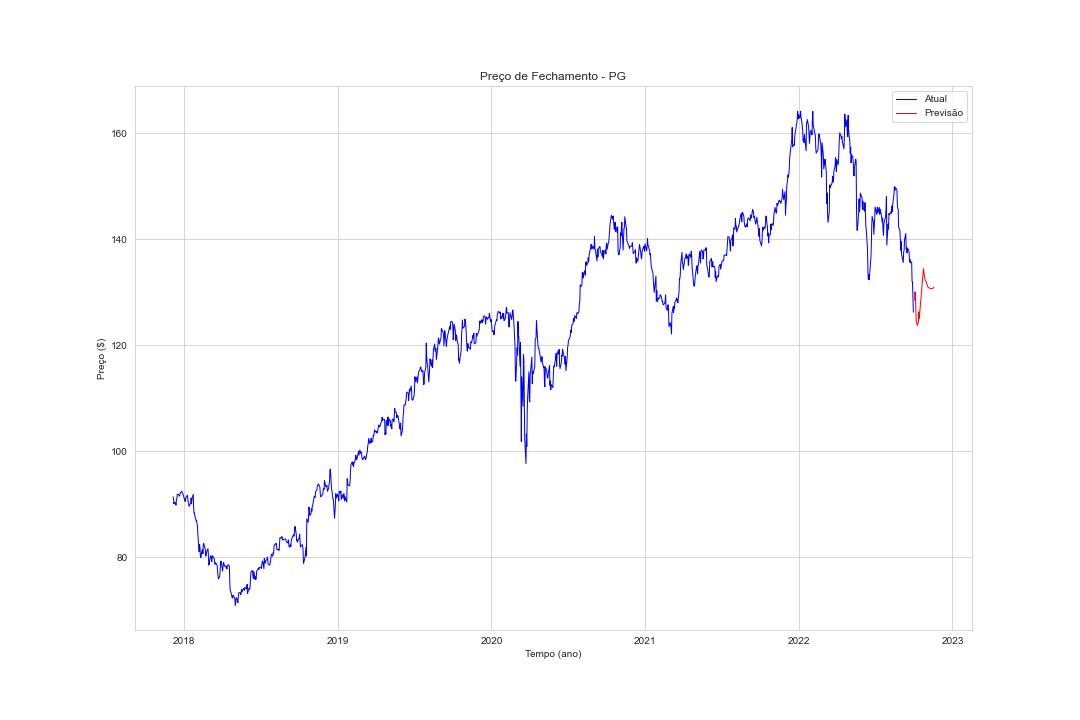 Preço de Fechamento - PG
Atual
Previsão
160
140
120
100
80
Preço ($)
2018 2019 2020 2021 2022 2023
Tempo (ano)